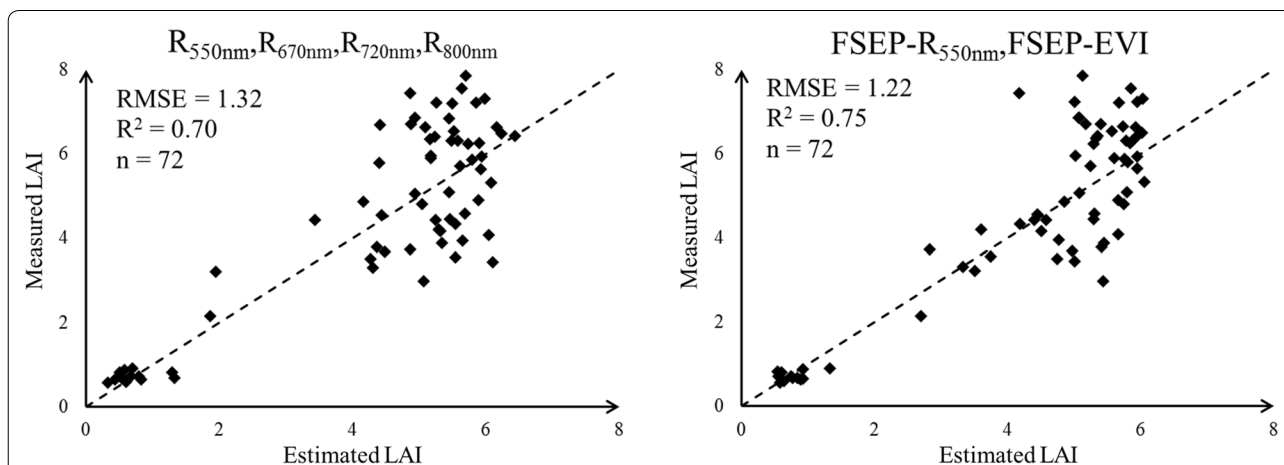 R550nm,R670nm,R720nm,R800nm
RMSE = 1.32
R² = 0.70
n = 72
Measured LAI
8
6
4
2
0
0 2 4 6 8
Estimated LAI
FSEP-R550nm,FSEP-EVI
RMSE = 1.22
R² = 0.75
n = 72
Measured LAI
8
6
4
2
0
0 2 4 6 8
Estimated LAI